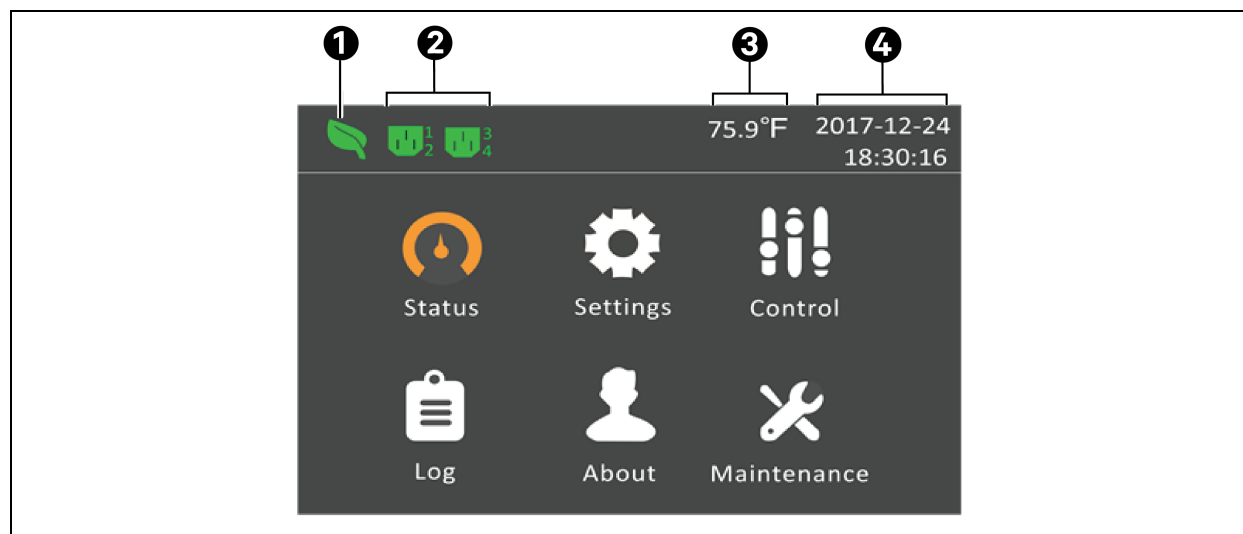 1 2 3 4
1 3 75.9°F 2017-12-24
2 4 18:30:16
Status Settings Control
Log About Maintenance